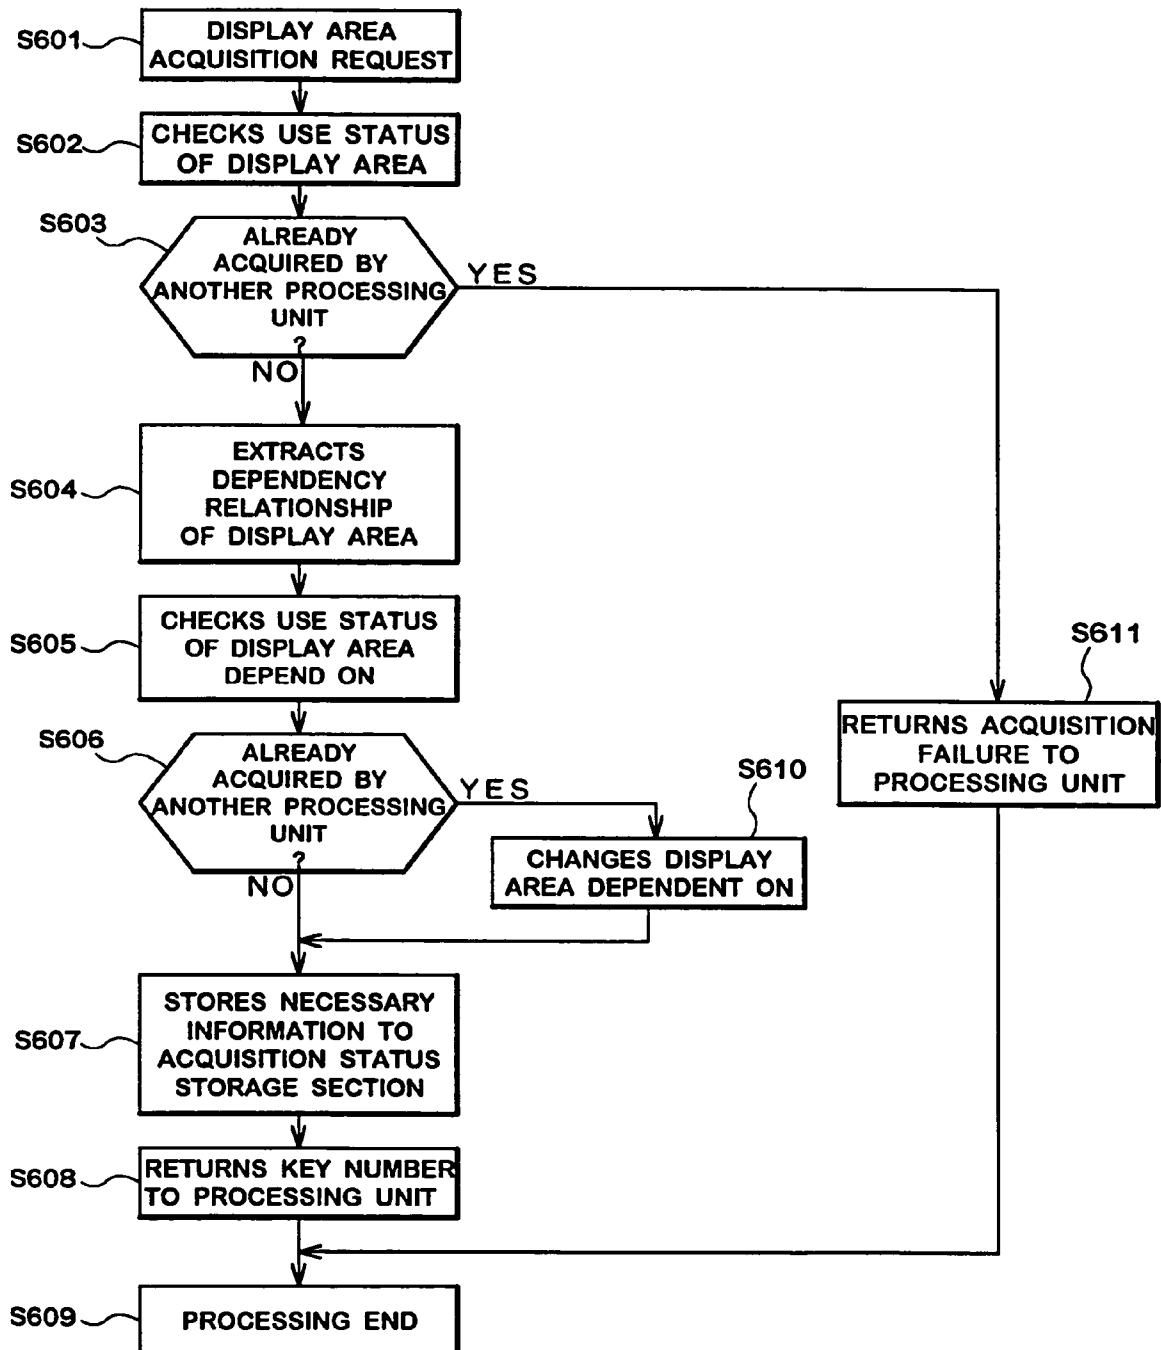 S601
DISPLAY AREA
ACQUISITION REQUEST
S602
CHECKS USE STATUS
OF DISPLAY AREA
S603
ALREADY
ACQUIRED BY
ANOTHER PROCESSING
UNIT
?
YES
NO
S604
EXTRACTS
DEPENDENCY
RELATIONSHIP
OF DISPLAY AREA
S605
CHECKS USE STATUS
OF DISPLAY AREA
DEPEND ON
S606
ALREADY
ACQUIRED BY
ANOTHER PROCESSING
UNIT
?
YES
NO
S610
CHANGES DISPLAY
AREA DEPENDENT ON
S611
RETURNS ACQUISITION
FAILURE TO
PROCESSING UNIT
S607
STORES NECESSARY
INFORMATION TO
ACQUISITION STATUS
STORAGE SECTION
S608
RETURNS KEY NUMBER
TO PROCESSING UNIT
S609
PROCESSING END